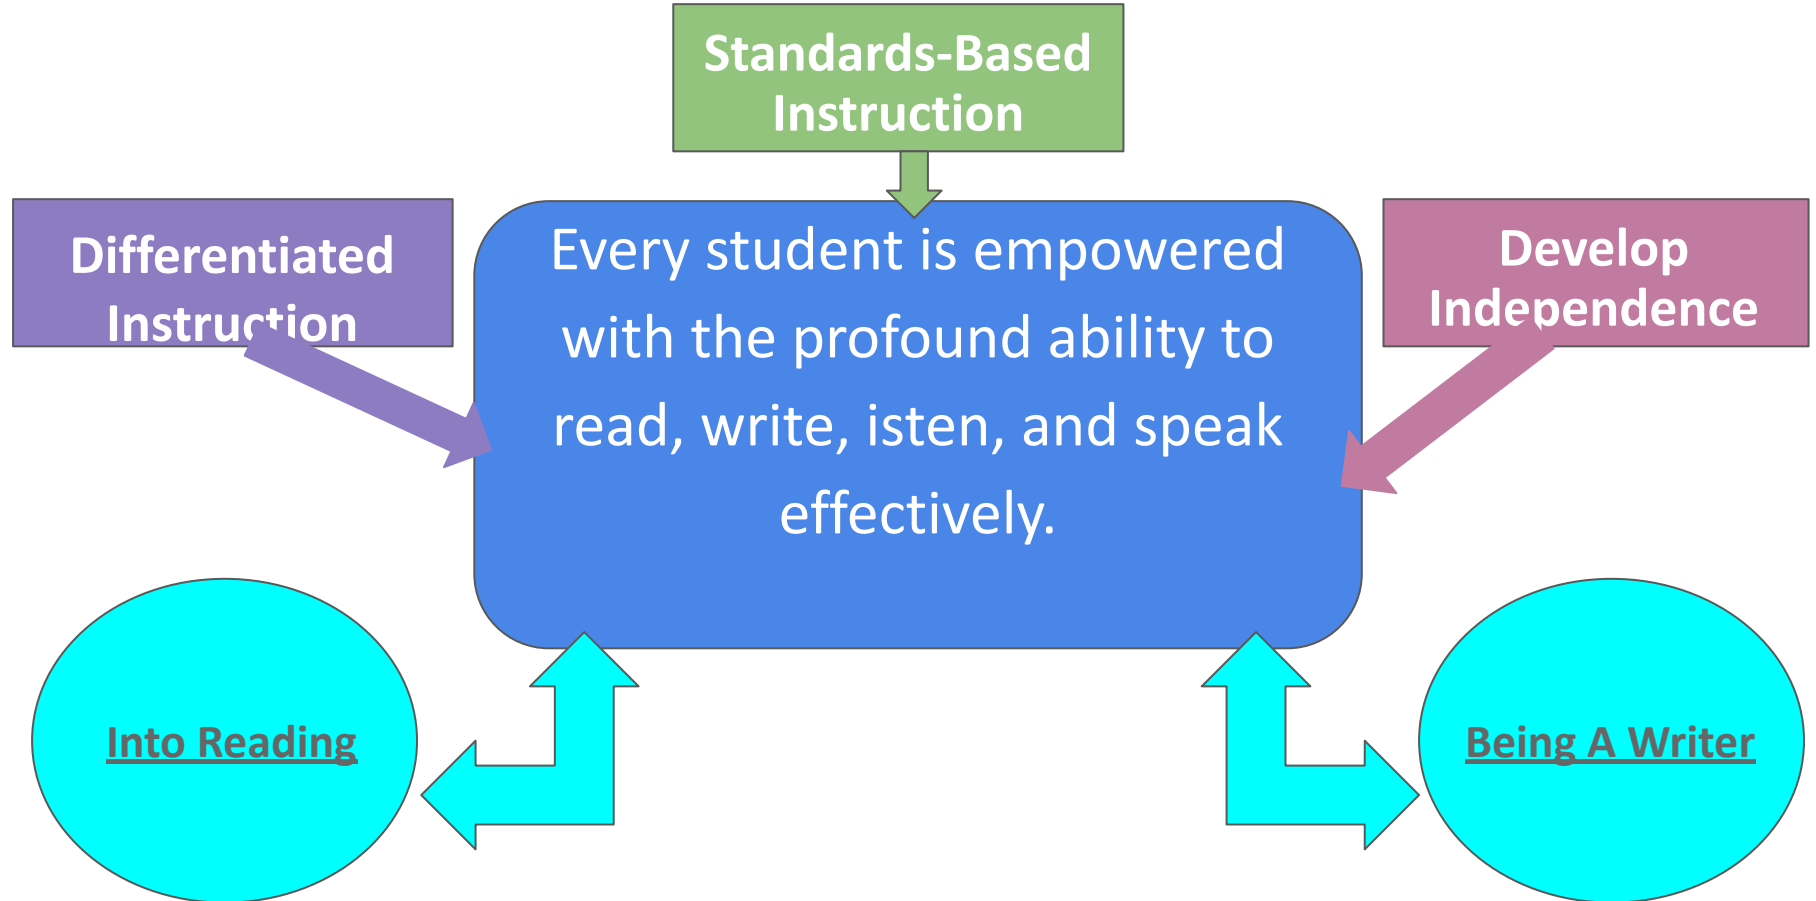 Standards-Based
Instruction
Differentiated
Instruction
Every student is empowered
with the profound ability to
read, write, isten, and speak
effectively.
Develop
Independence
Into Reading
Being A Writer